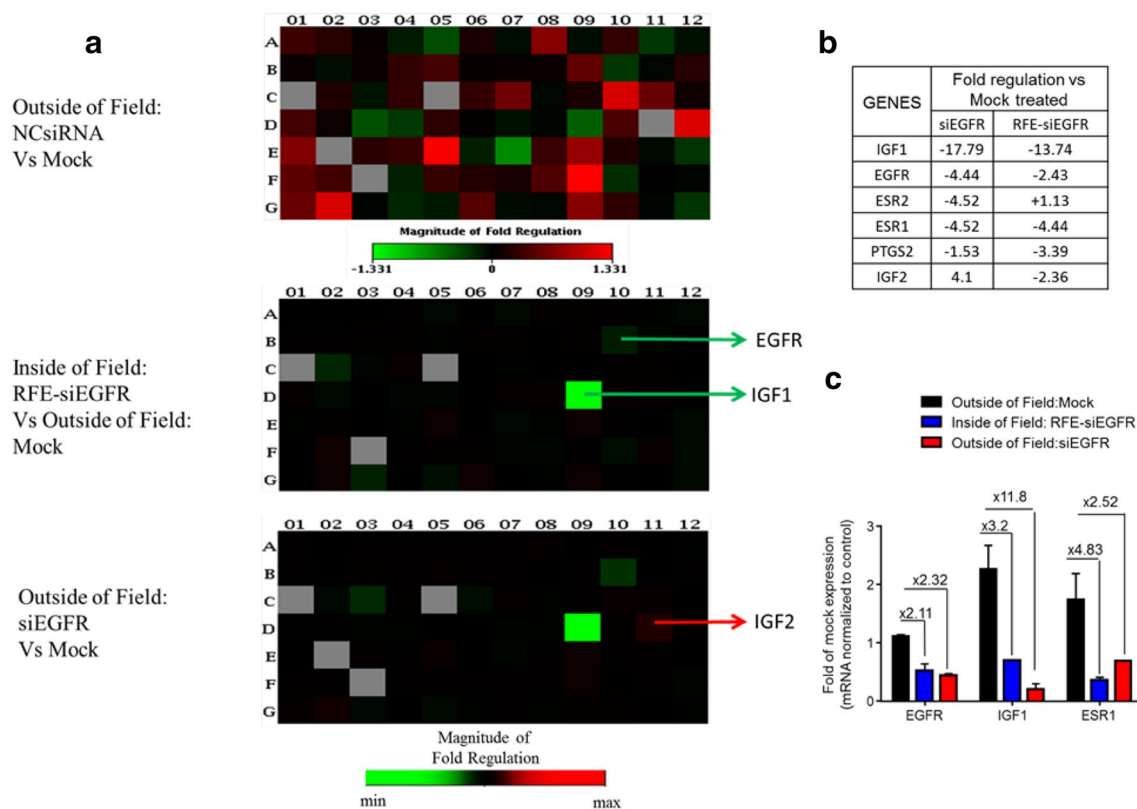 a
01 02 03 04 05 06 07 08 09 10 11 12
A
B
C
D
E
F
G
Outside of Field:
NCsiRNA
Vs Mock
Magnitude of Fold Regulation
-1.331 0 1.331
01 02 03 04 05 06 07 08 09 10 11 12
A
B
C
D
E
F
G
Inside of Field:
RFE-siEGFR
Vs Outside of Field:
Mock
EGFR
IGF1
01 02 03 04 05 06 07 08 09 10 11 12
A
B
C
D
E
F
G
Outside of Field:
siEGFR
Vs Mock
IGF2
Magnitude of
Fold Regulation
min max
b
GENES
Fold regulation vs
Mock treated
siEGFR RFE-siEGFR
IGF1 -17.79 -13.74
EGFR -4.44 -2.43
ESR2 -4.52 +1.13
ESR1 -4.52 -4.44
PTGS2 -1.53 -3.39
IGF2 4.1 -2.36
c
Outside of Field:Mock
Inside of Field: RFE-siEGFR
Outside of Field:siEGFR
Fold of mock expression
(mRNA normalized to control)
3
2
1
0
x2.32
x2.11
x11.8
x3.2
x2.52
x4.83
EGFR IGF1 ESR1